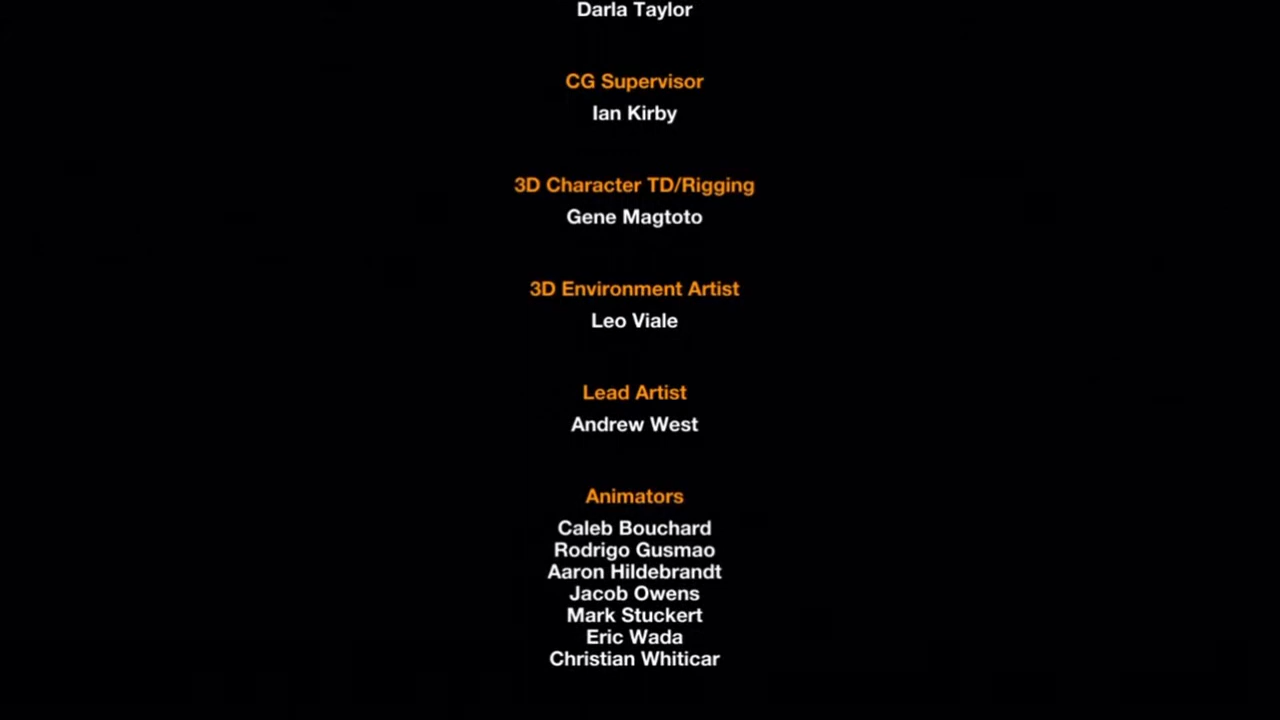 Darla Taylor
CG Supervisor
Ian Kirby
3D Character TD/Rigging
Gene Magtoto
3D Environment Artist
Leo Viale
Lead Artist
Andrew West
Animators
Caleb Bouchard
Rodrigo Gusmao
Aaron Hildebrandt
Jacob Owens
Mark Stuckert
Eric Wada
Christian Whiticar